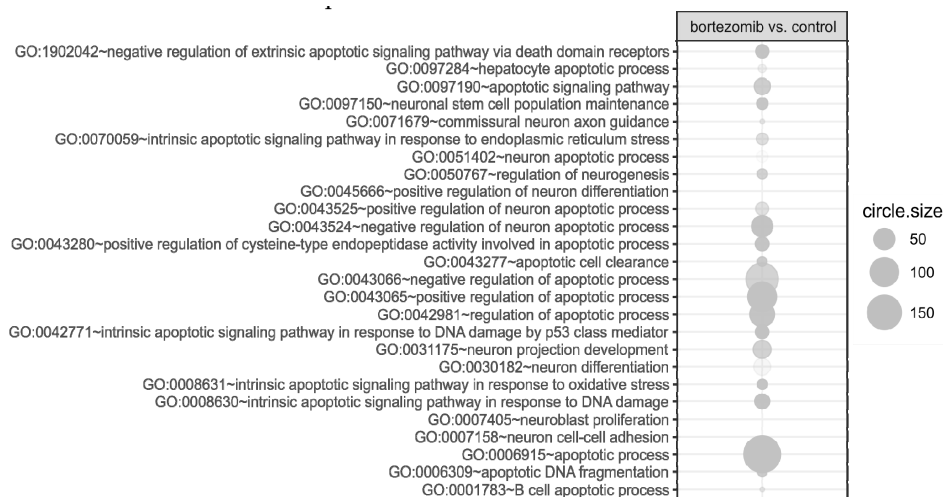 bortezomib vs. control
GO:1902042~negative regulation of extrinsic apoptotic signaling pathway via death domain receptors
GO:0097284~hepatocyte apoptotic process
GO:0097190~apoptotic signaling pathway
GO:0097150~neuronal stem cell population maintenance
GO:0071679~commissural neuron axon guidance
GO:0070059~intrinsic apoptotic signaling pathway in response to endoplasmic reticulum stress
GO:0051402~neuron apoptotic process
GO:0050767~regulation of neurogenesis
GO:0045666~positive regulation of neuron differentiation
GO:0043525~positive regulation of neuron apoptotic process
GO:0043524~negative regulation of neuron apoptotic process
GO:0043280~positive regulation of cysteine-type endopeptidase activity involved in apoptotic process
GO:0043277~apoptotic cell clearance
GO:0043066~negative regulation of apoptotic process
GO:0043065~positive regulation of apoptotic process
GO:0042981~regulation of apoptotic process
GO:0042771~intrinsic apoptotic signaling pathway in response to DNA damage by p53 class mediator
GO:0031175~neuron projection development
GO:0030182~neuron differentiation
GO:0008631~intrinsic apoptotic signaling pathway in response to oxidative stress
GO:0008630~intrinsic apoptotic signaling pathway in response to DNA damage
GO:0007405~neuroblast proliferation
GO:0007158~neuron cell-cell adhesion
GO:0006915~apoptotic process
GO:0006309~apoptotic DNA fragmentation
GO:0001783~B cell apoptotic process
circle.size
50
100
150